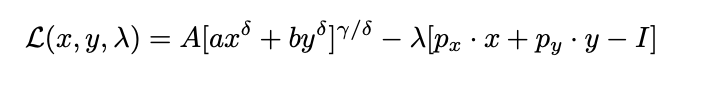 ℒ(x, y, λ) = A[ax^δ + by^δ]^{γ/δ} − λ[p_x · x + p_y · y − I]